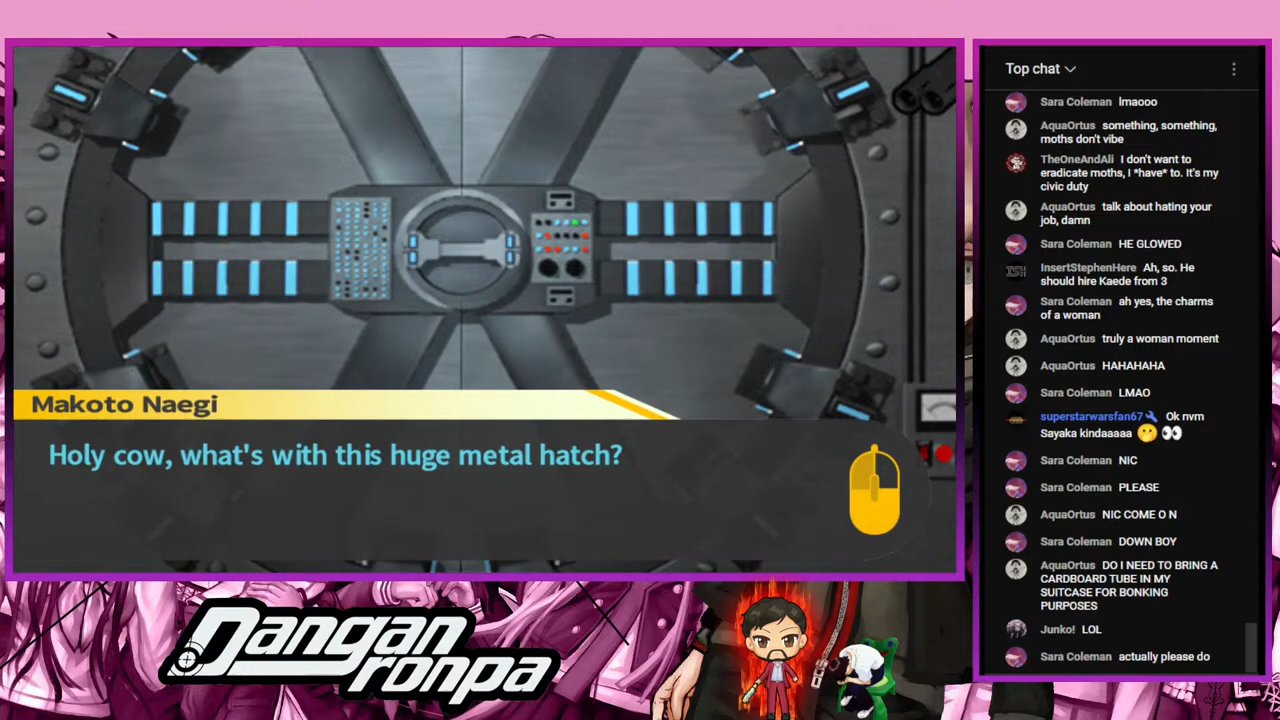 Makoto Naegi
Holy cow, what's with this huge metal hatch?
Dangan
ronpa
Top chat
Sara Coleman lmaooo
AquaOrtus something, something,
moths don't vibe
TheOneAndAli I don't want to
eradicate moths, I *have* to. It's my
civic duty
AquaOrtus talk about hating your
job, damn
Sara Coleman HE GLOWED
InsertStephenHere Ah, so. He
should hire Kaede from 3
Sara Coleman ah yes, the charms
of a woman
AquaOrtus truly a woman moment
AquaOrtus HAHAHAHA
Sara Coleman LMAO
superstarwarsfan67 Ok nvm
Sayaka kindaaaaa
Sara Coleman NIC
Sara Coleman PLEASE
AquaOrtus NIC COME O N
Sara Coleman DOWN BOY
AquaOrtus DO I NEED TO BRING A
CARDBOARD TUBE IN MY
SUITCASE FOR BONKING
PURPOSES
Junko! LOL
Sara Coleman actually please do